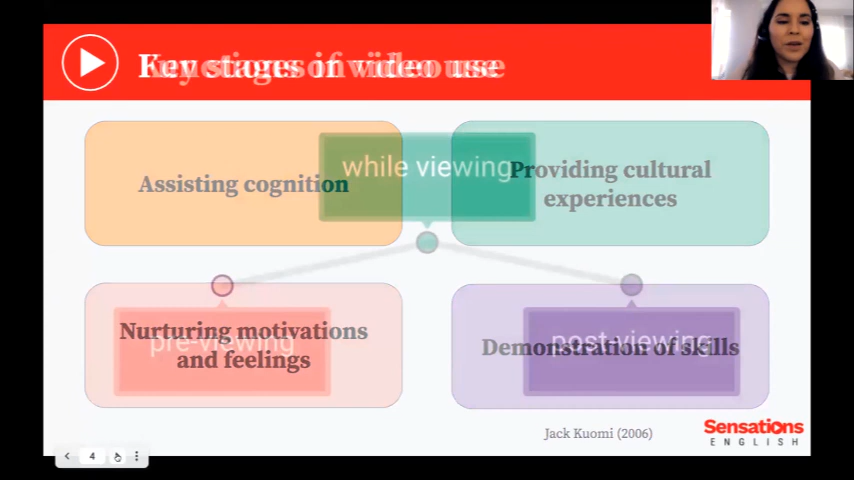 Key stages of video use
while viewing
Assisting cognition
Providing cultural
experiences
Nurturing motivations
and feelings
pre-viewing
Demonstration of skills
post-viewing
Jack Kuomi (2006)
Sensations
ENGLISH
4